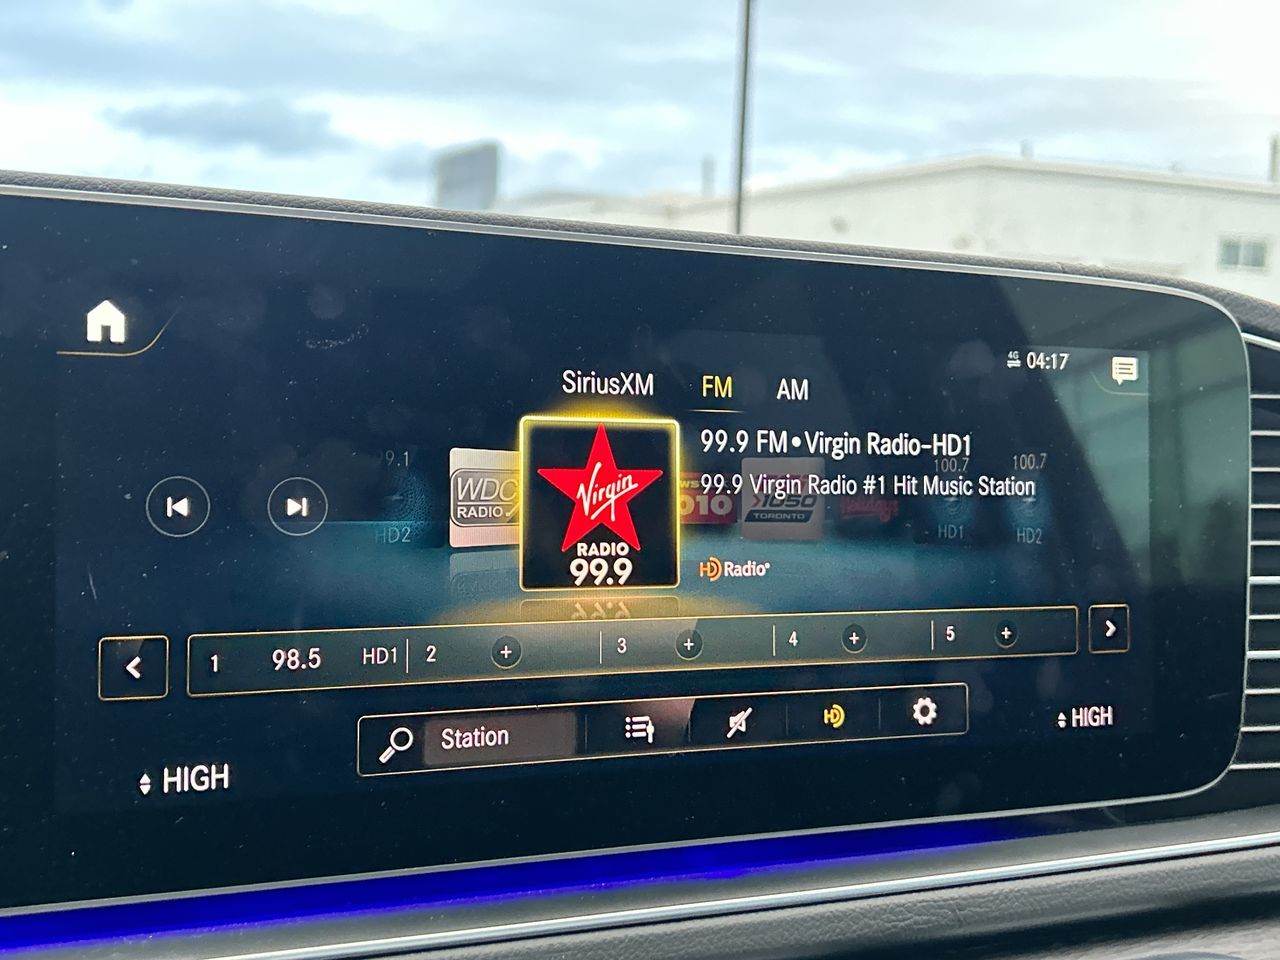 4G 04:17
SiriusXM FM AM
99.9 FM•Virgin Radio-HD1
99.9 Virgin Radio #1 Hit Music Station
HD2
WDC
RADIO
Virgin
RADIO
99.9
1050
TORONTO
100.7
HD1
100.7
HD2
HD Radio
1 98.5 HD1 2 + 3 + 4 + 5 +
Station
HD
HIGH
HIGH